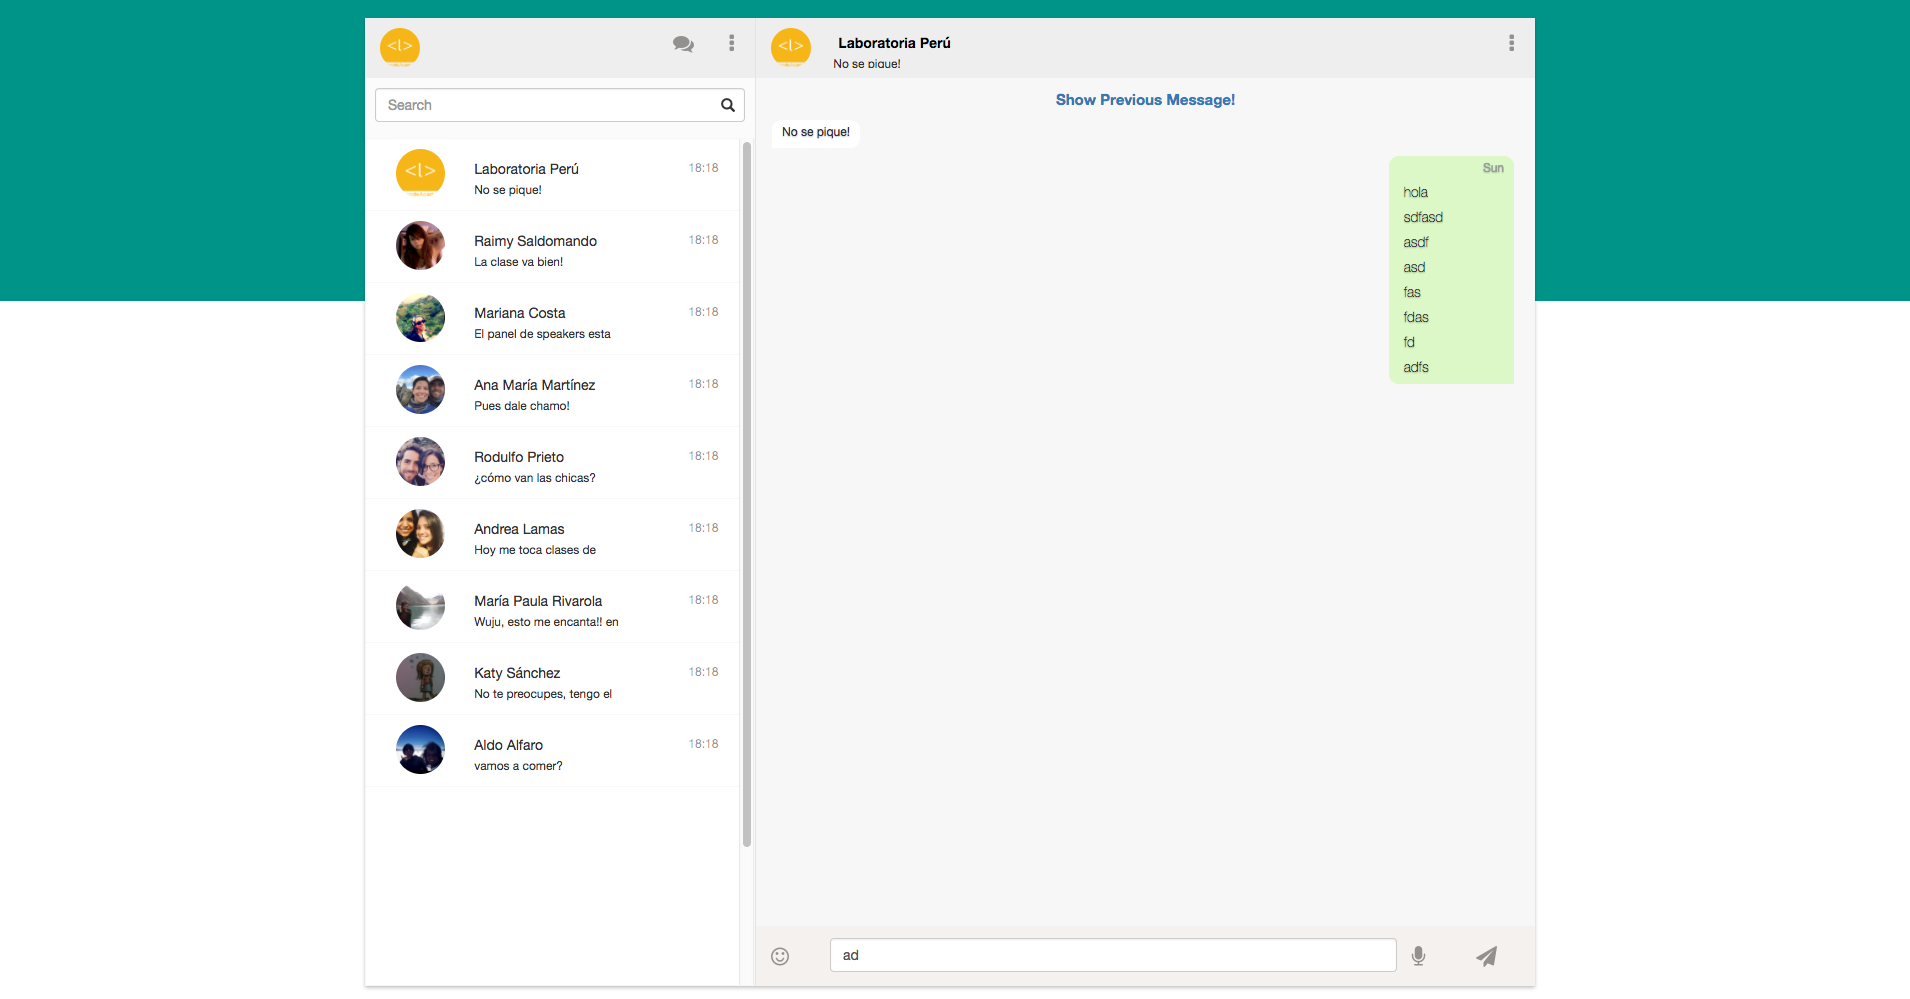 <l>
Search
Laboratoria Perú
18:18
No se pique!
Raimy Saldomando
18:18
La clase va bien!
Mariana Costa
18:18
El panel de speakers esta
Ana María Martínez
18:18
Pues dale chamo!
Rodulfo Prieto
18:18
¿cómo van las chicas?
Andrea Lamas
18:18
Hoy me toca clases de
María Paula Rivarola
18:18
Wuju, esto me encanta!! en
Katy Sánchez
18:18
No te preocupes, tengo el
Aldo Alfaro
18:18
vamos a comer?
<l>
Laboratoria Perú
No se pique!
Show Previous Message!
No se pique!
Sun
hola
sdfasd
asdf
asd
fas
fdas
fd
adfs
ad